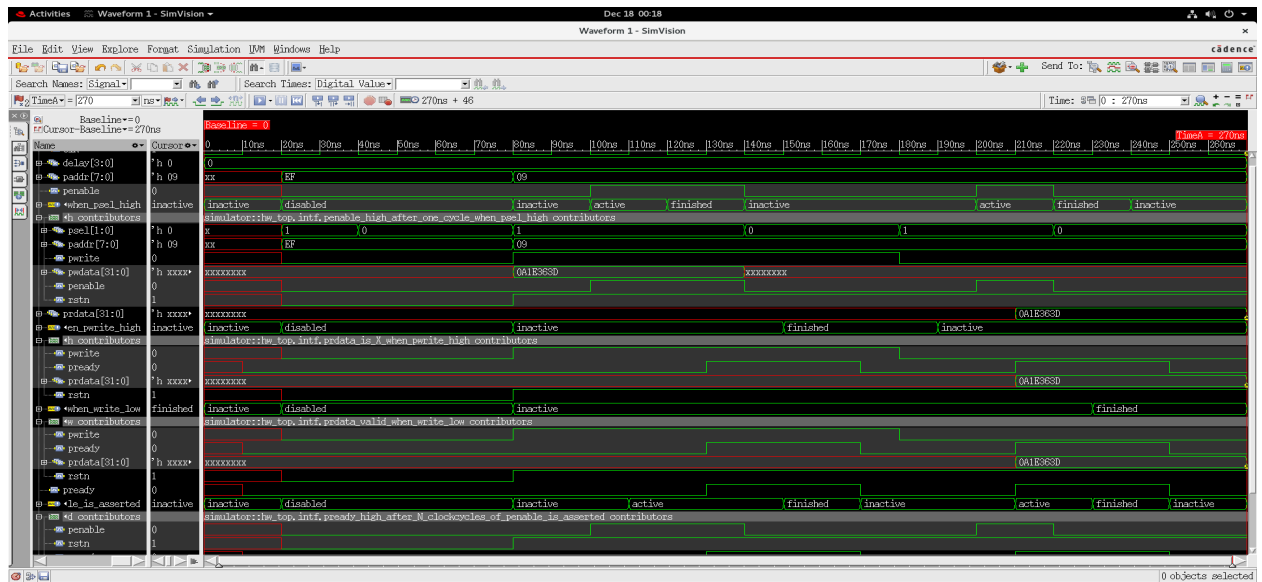 Activities Waveform 1 - SimVision Dec 18 00:18
Waveform 1 - SimVision ×
File Edit View Explore Format Simulation UVM Windows Help cādence
Send To:
Search Names: Signal Search Times: Digital Value
TimeA = 270 ns 270ns + 46 Time: 0 : 270ns
Baseline = 0
Cursor-Baseline = 270ns
Baseline = 0
TimeA = 270ns
Name Cursor 0 10ns 20ns 30ns 40ns 50ns 60ns 70ns 80ns 90ns 100ns 110ns 120ns 130ns 140ns 150ns 160ns 170ns 180ns 190ns 200ns 210ns 220ns 230ns 240ns 250ns 260ns
delay[3:0] 'h 0 0
paddr[7:0] 'h 09 xx EF 09
penable 0
when_psel_high inactive inactive disabled inactive active finished inactive active finished inactive
h contributors simulator::hw_top.intf.penable_high_after_one_cycle_when_psel_high contributors
psel[1:0] 'h 0 x 1 0 1 0 1 0
paddr[7:0] 'h 09 xx EF 09
pwrite 0
pwdata[31:0] 'h xxxx xxxxxxxx 0A1E363D xxxxxxxx
penable 0
rstn 1
prdata[31:0] 'h xxxx xxxxxxxx 0A1E363D
en_pwrite_high inactive inactive disabled inactive finished inactive
h contributors simulator::hw_top.intf.prdata_is_X_when_pwrite_high contributors
pwrite 0
pready 0
prdata[31:0] 'h xxxx xxxxxxxx 0A1E363D
rstn 1
when_write_low finished inactive disabled inactive finished
w contributors simulator::hw_top.intf.prdata_valid_when_write_low contributors
pwrite 0
pready 0
prdata[31:0] 'h xxxx xxxxxxxx 0A1E363D
rstn 1
pready 0
le_is_asserted inactive inactive disabled inactive active finished inactive active finished inactive
d contributors simulator::hw_top.intf.pready_high_after_N_clockcycles_of_penable_is_asserted contributors
penable 0
rstn 1
0 objects selected